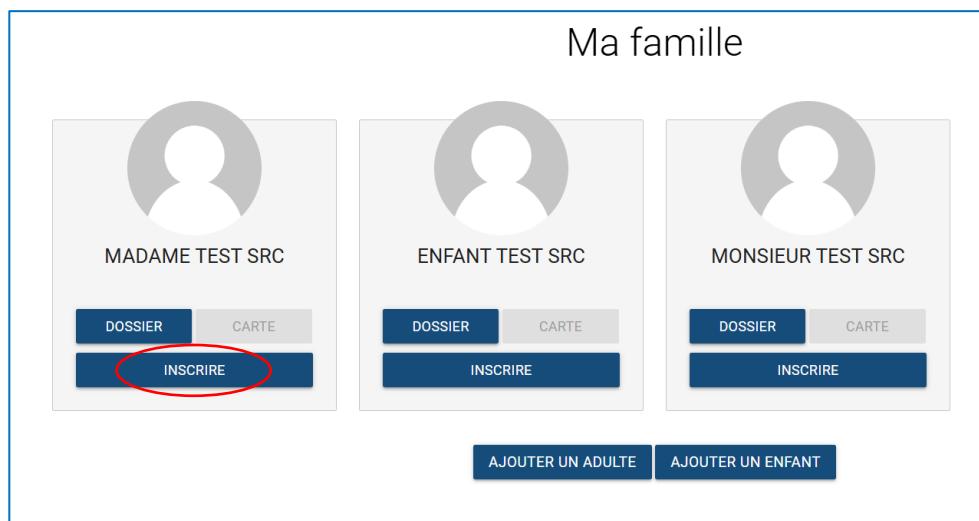 Ma famille
MADAME TEST SRC
DOSSIER
CARTE
INSCRIRE
ENFANT TEST SRC
DOSSIER
CARTE
INSCRIRE
MONSIEUR TEST SRC
DOSSIER
CARTE
INSCRIRE
AJOUTER UN ADULTE
AJOUTER UN ENFANT